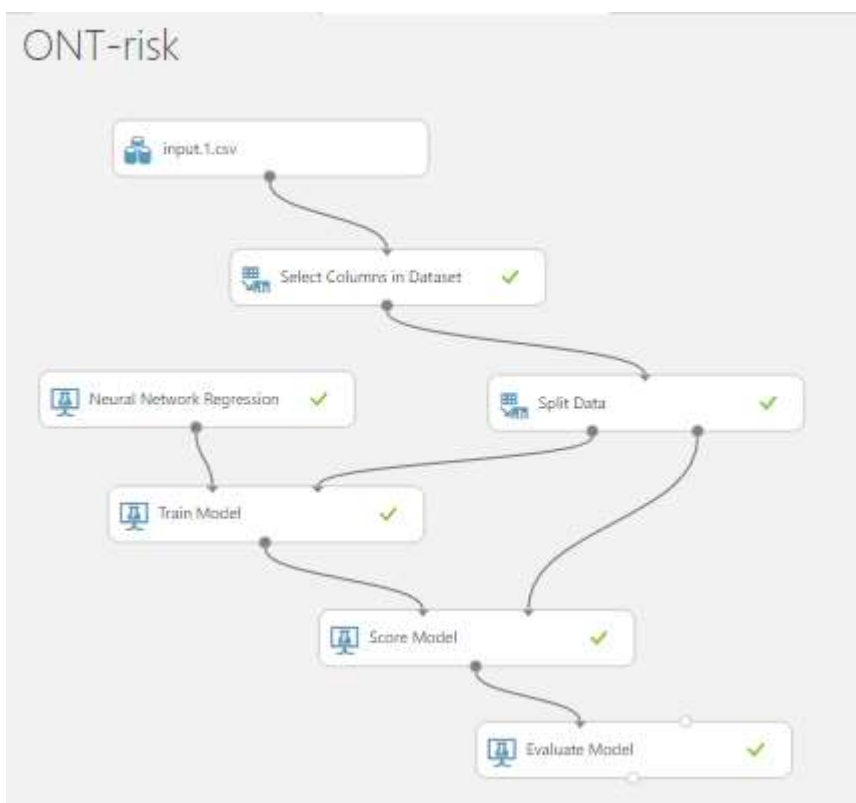 ONT-risk
input.1.csv
Select Columns in Dataset
Neural Network Regression
Split Data
Train Model
Score Model
Evaluate Model